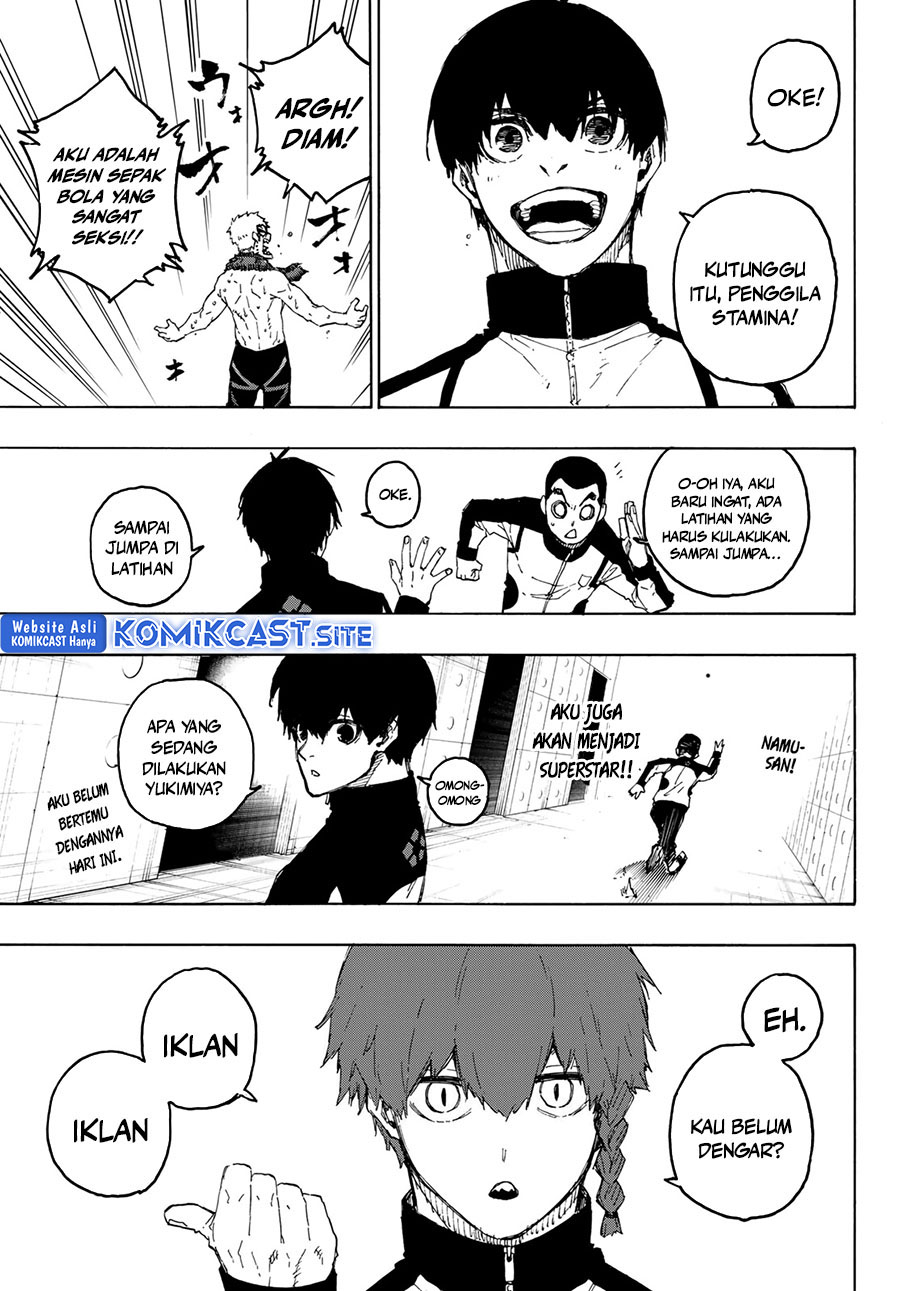 OKE!
KUTUNGGU
ITU, PENGGILA
STAMINA!
ARGH!
DIAM!
AKU ADALAH
MESIN SEPAK
BOLA YANG
SANGAT
SEKSI!!
O-OH IYA, AKU
BARU INGAT, ADA
LATIHAN YANG
HARUS KULAKUKAN.
SAMPAI JUMPA...
OKE.
SAMPAI
JUMPA DI
LATIHAN
Website Asli
KOMIKCAST Hanya
KOMIKCAST.SITE
NAMU-
SAN!
AKU JUGA
AKAN MENJADI
SUPERSTAR!!
OMONG-
OMONG
APA YANG
SEDANG
DILAKUKAN
YUKIMIYA?
AKU BELUM
BERTEMU
DENGANNYA
HARI INI.
EH.
KAU BELUM
DENGAR?
IKLAN
IKLAN